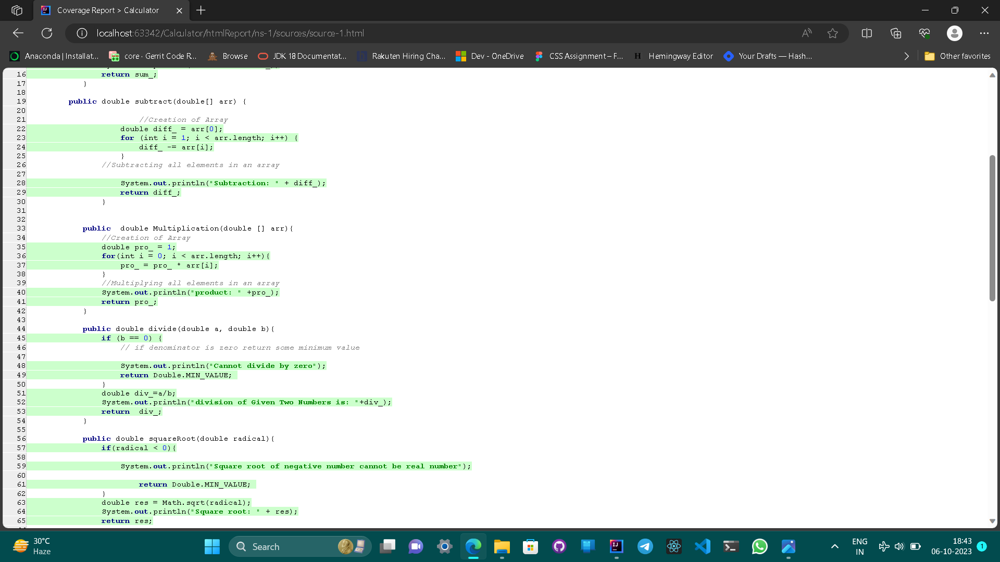 Coverage Report > Calculator
localhost:63342/Calculator/htmlReport/ns-1/sources/source-1.html
Anaconda | Installat... core · Gerrit Code R... Browse JDK 18 Documentat... Rakuten Hiring Cha... Dev - OneDrive CSS Assignment – F... H Hemingway Editor Your Drafts — Hash... Other favorites
16 return sum_;
17 }
18
19 public double subtract(double[] arr) {
20
21 //Creation of Array
22 double diff_ = arr[0];
23 for (int i = 1; i < arr.length; i++) {
24 diff_ -= arr[i];
25 }
26 //Subtracting all elements in an array
27
28 System.out.println("Subtraction: " + diff_);
29 return diff_;
30 }
31
32
33 public  double Multiplication(double [] arr){
34 //Creation of Array
35 double pro_ = 1;
36 for(int i = 0; i < arr.length; i++){
37 pro_ = pro_ * arr[i];
38 }
39 //Multiplying all elements in an array
40 System.out.println("product: " +pro_);
41 return pro_;
42 }
43
44 public double divide(double a, double b){
45 if (b == 0) {
46 // if denominator is zero return some minimum value
47
48 System.out.println("Cannot divide by zero");
49 return Double.MIN_VALUE;
50 }
51 double div_=a/b;
52 System.out.println("division of Given Two Numbers is: "+div_);
53 return  div_;
54 }
55
56 public double squareRoot(double radical){
57 if(radical < 0){
58
59 System.out.println("Square root of negative number cannot be real number");
60
61 return Double.MIN_VALUE;
62 }
63 double res = Math.sqrt(radical);
64 System.out.println("Square root: " + res);
65 return res;
30°C
Haze
Search
ENG
IN
18:43
06-10-2023
1